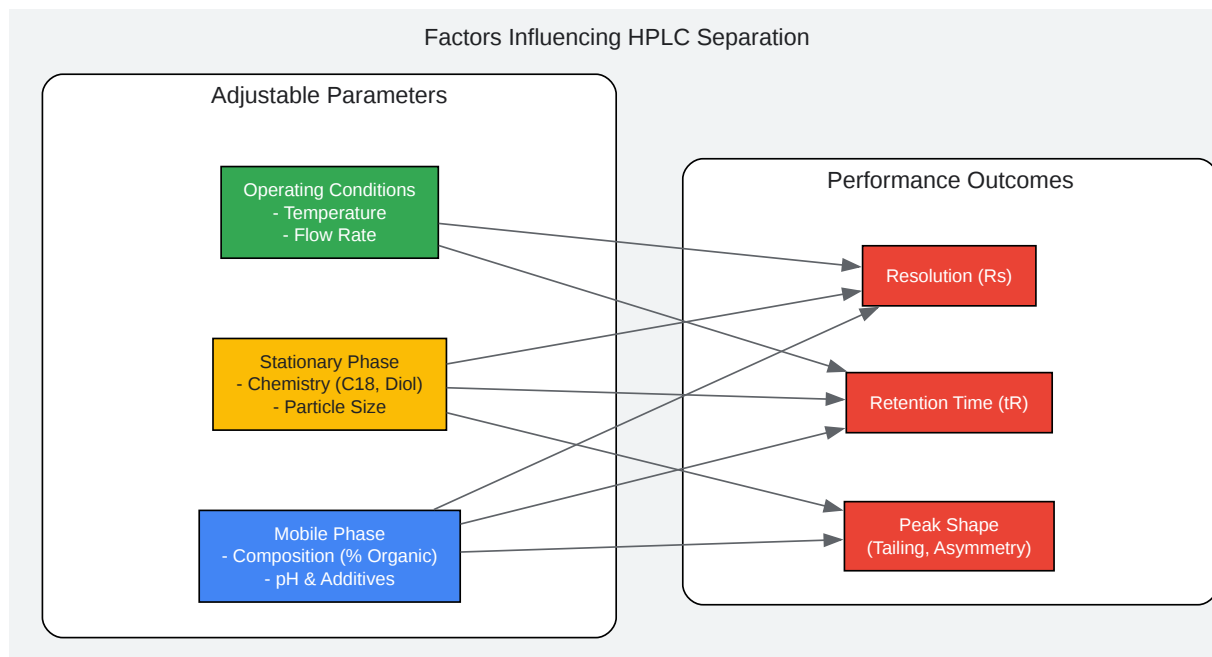 Factors Influencing HPLC Separation
Adjustable Parameters
Operating Conditions
- Temperature
- Flow Rate
Stationary Phase
- Chemistry (C18, Diol)
- Particle Size
Mobile Phase
- Composition (% Organic)
- pH & Additives
Performance Outcomes
Resolution (Rs)
Retention Time (tR)
Peak Shape
(Tailing, Asymmetry)